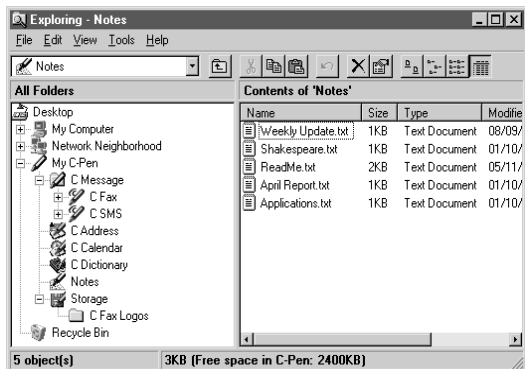 Exploring - Notes
File Edit View Tools Help
Notes
All Folders
Contents of 'Notes'
Desktop
My Computer
Network Neighborhood
My C-Pen
C Message
C Fax
C SMS
C Address
C Calendar
C Dictionary
Notes
Storage
C Fax Logos
Recycle Bin
Name Size Type Modifie
Weekly Update.txt 1KB Text Document 08/09/
Shakespeare.txt 1KB Text Document 01/10/
ReadMe.txt 2KB Text Document 05/11/
April Report.txt 1KB Text Document 01/10/
Applications.txt 1KB Text Document 01/10/
5 object(s) 3KB (Free space in C-Pen: 2400KB)